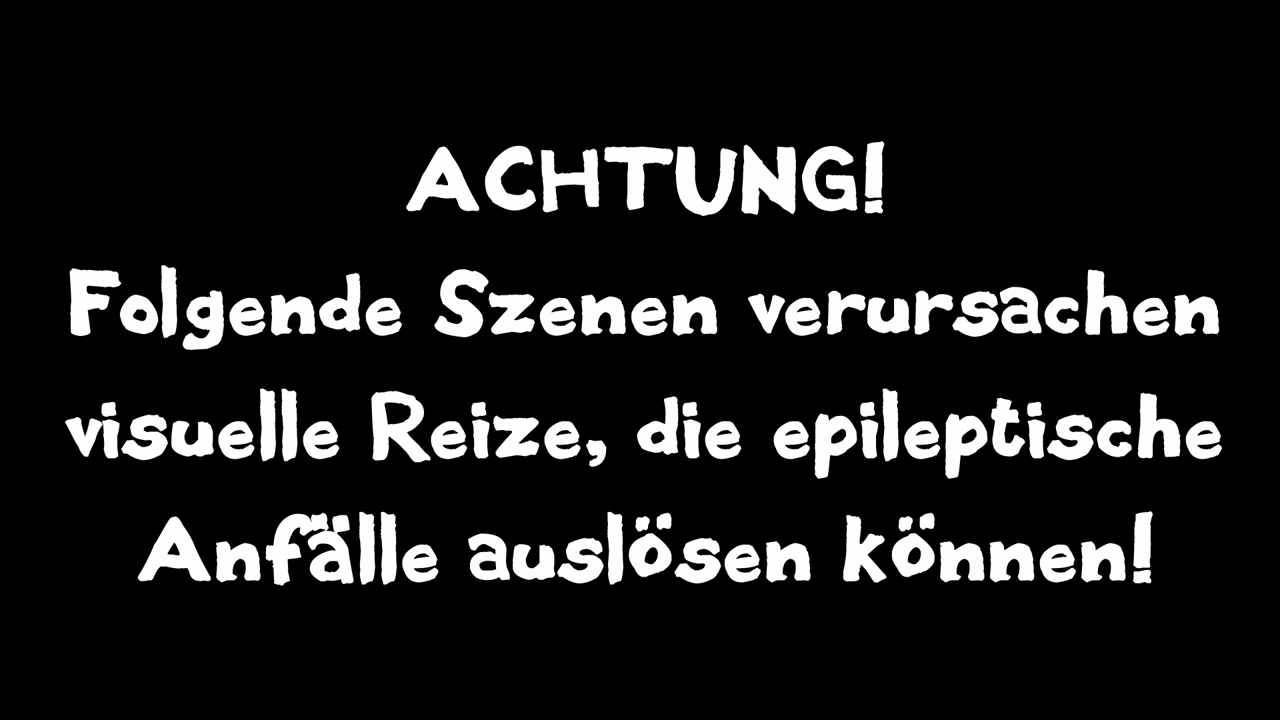 ACHTUNG!
Folgende Szenen verursachen
visuelle Reize, die epileptische
Anfälle auslösen können!